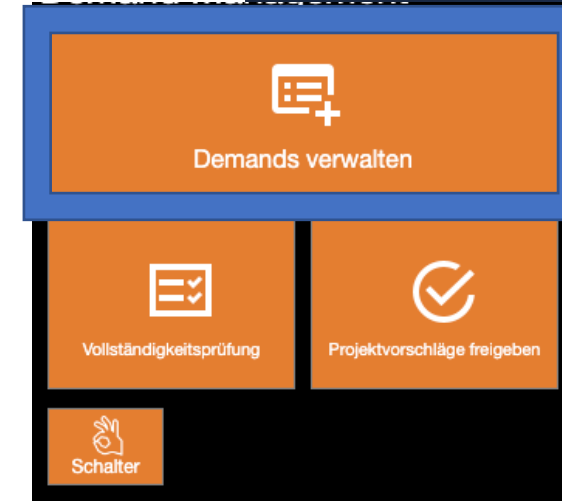 Demands verwalten
Vollständigkeitsprüfung
Projektvorschläge freigeben
Schalter